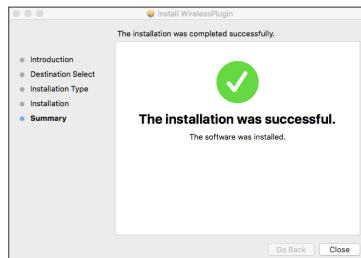 Install WirelessPlugin
The installation was completed successfully.
Introduction
Destination Select
Installation Type
Installation
Summary
The installation was successful.
The software was installed.
Go Back
Close